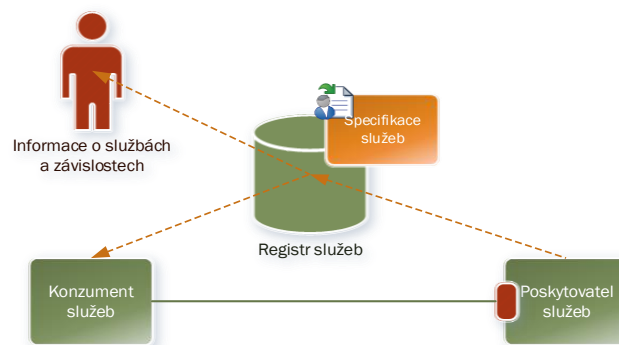 Specifikace
služeb
Informace o službách
a závislostech
Registr služeb
Konzument
služeb
Poskytovatel
služeb